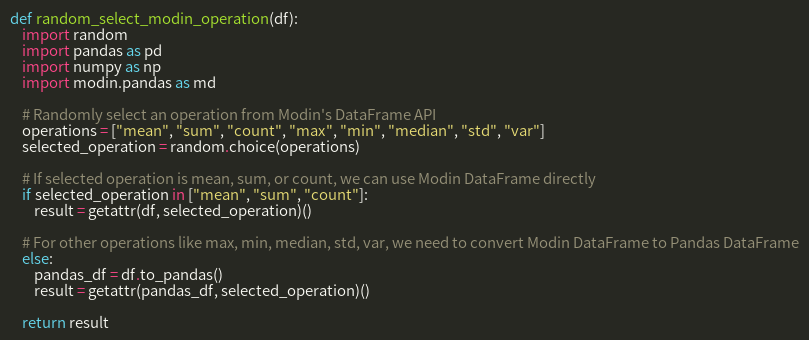 def random_select_modin_operation(df):
    import random
    import pandas as pd
    import numpy as np
    import modin.pandas as md

    # Randomly select an operation from Modin's DataFrame API
    operations = ["mean", "sum", "count", "max", "min", "median", "std", "var"]
    selected_operation = random.choice(operations)

    # If selected operation is mean, sum, or count, we can use Modin DataFrame directly
    if selected_operation in ["mean", "sum", "count"]:
        result = getattr(df, selected_operation)()

    # For other operations like max, min, median, std, var, we need to convert Modin DataFrame to Pandas DataFrame
    else:
        pandas_df = df.to_pandas()
        result = getattr(pandas_df, selected_operation)()

    return result